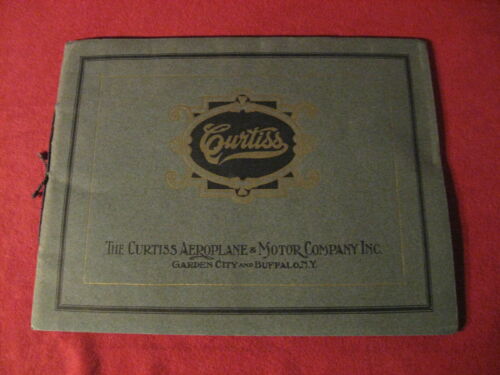 Curtiss
THE CURTISS AEROPLANE & MOTOR COMPANY INC.
GARDEN CITY AND BUFFALO, N.Y.